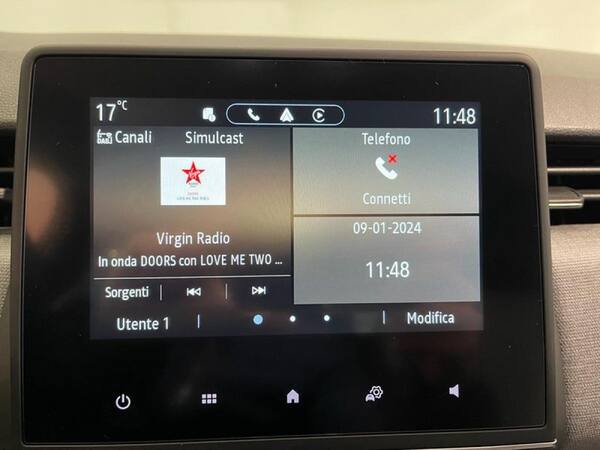 17°C
11:48
DAB
Canali
Simulcast
Virgin Radio
In onda DOORS con LOVE ME TWO ...
Sorgenti
Telefono
Connetti
09-01-2024
11:48
Utente 1
Modifica